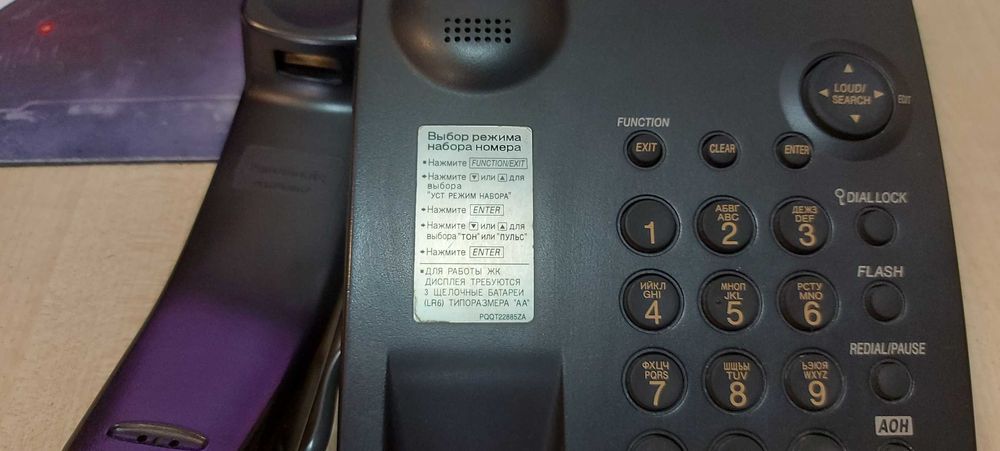 Выбор режима
набора номера
• Нажмите FUNCTION/EXIT
• Нажмите ▼ или ▲ для
выбора
"УСТ РЕЖИМ НАБОРА"
• Нажмите ENTER
• Нажмите ▼ или ▲ для
выбора "ТОН" или "ПУЛЬС"
• Нажмите ENTER
• ДЛЯ РАБОТЫ ЖК
ДИСПЛЕЯ ТРЕБУЮТСЯ
3 ЩЕЛОЧНЫЕ БАТАРЕИ
(LR6) ТИПОРАЗМЕРА "АА"
PQQT22885ZA
LOUD/
SEARCH
EDIT
FUNCTION
EXIT
CLEAR
ENTER
1
АБВГ
ABC
2
ДЕЖЗ
DEF
3
DIAL LOCK
ИЙКЛ
GHI
4
МНОП
JKL
5
РСТУ
MNO
6
FLASH
ФХЦЧ
PQRS
7
ШЩЪЫ
TUV
8
ЬЭЮЯ
WXYZ
9
REDIAL/PAUSE
АОН